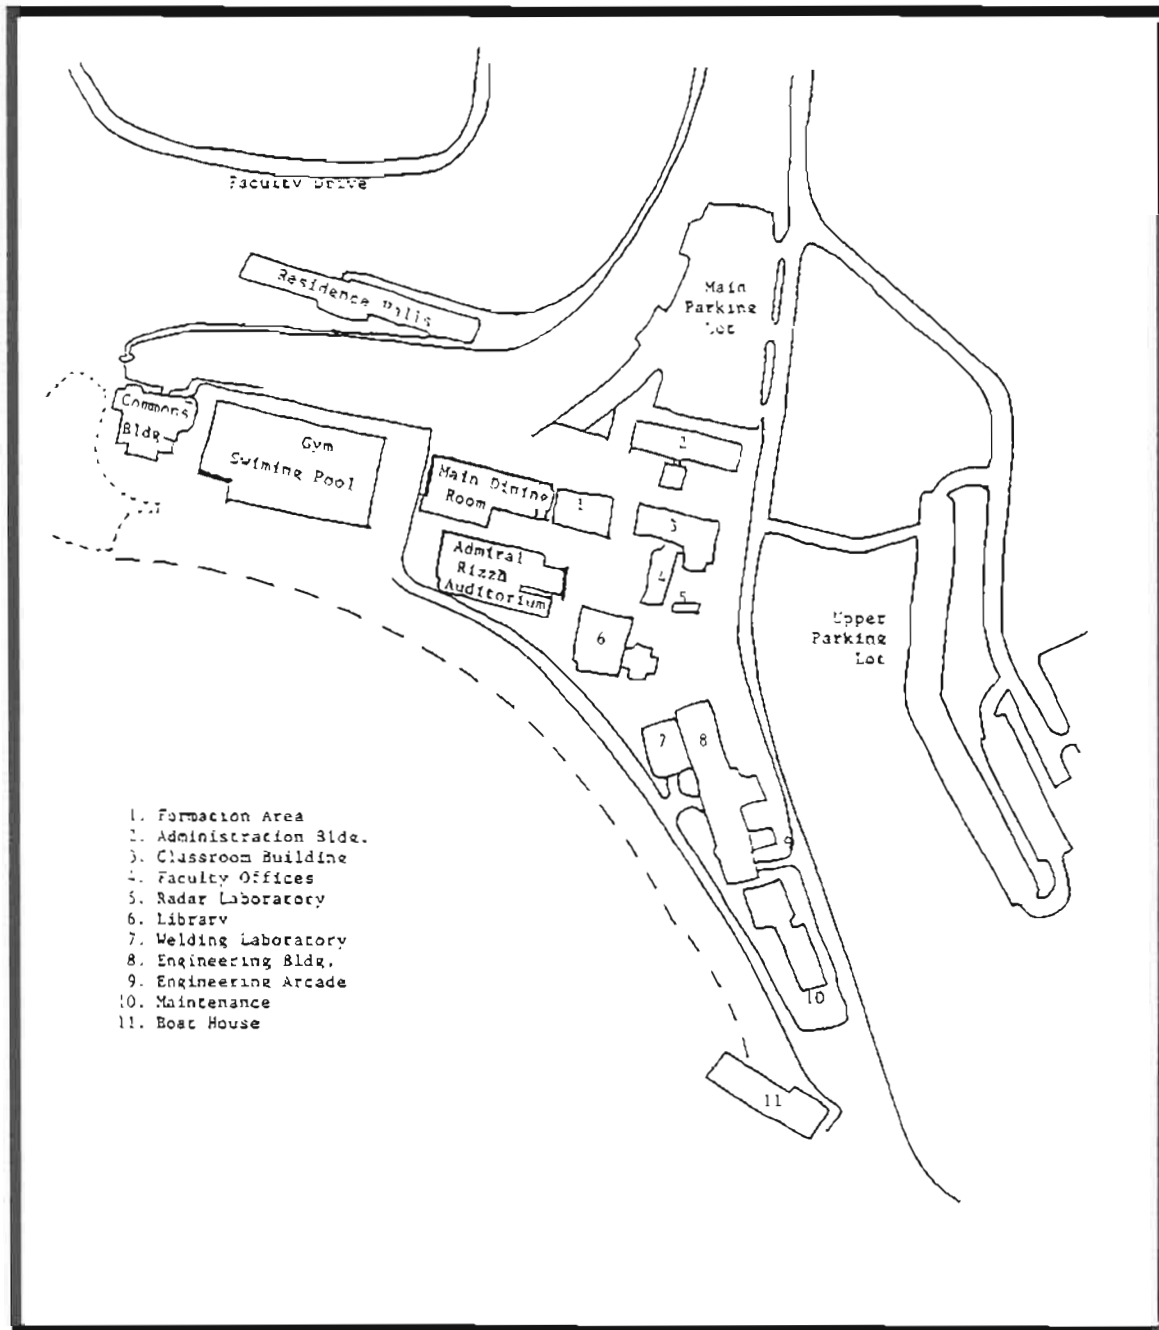 Faculty Drive
Residence Halls
Main
Parking
Lot
Commons
Bldg
Gym
Swiming Pool
Main Dining
Room
1
2
3
4
5
Admiral
Rizza
Auditorium
6
Upper
Parking
Lot
7
8
9
10
11
1. Formation Area
2. Administration Bldg.
3. Classroom Building
4. Faculty Offices
5. Radar Laboratory
6. Library
7. Welding Laboratory
8. Engineering Bldg.
9. Engineering Arcade
10. Maintenance
11. Boat House